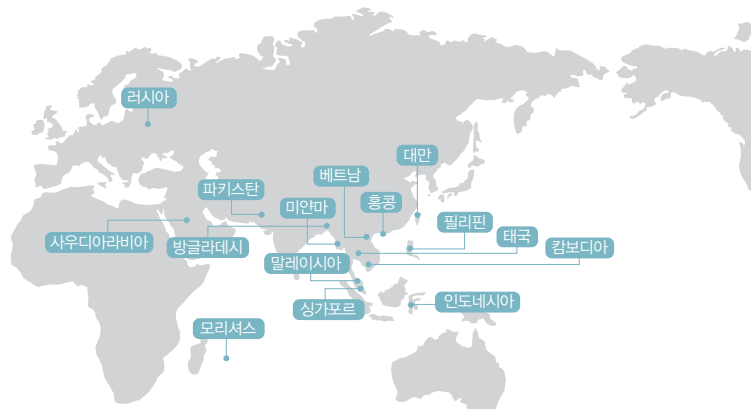 러시아
대만
베트남
파키스탄
미얀마
홍콩
필리핀
태국
사우디아라비아
방글라데시
캄보디아
말레이시아
싱가포르
인도네시아
모리셔스